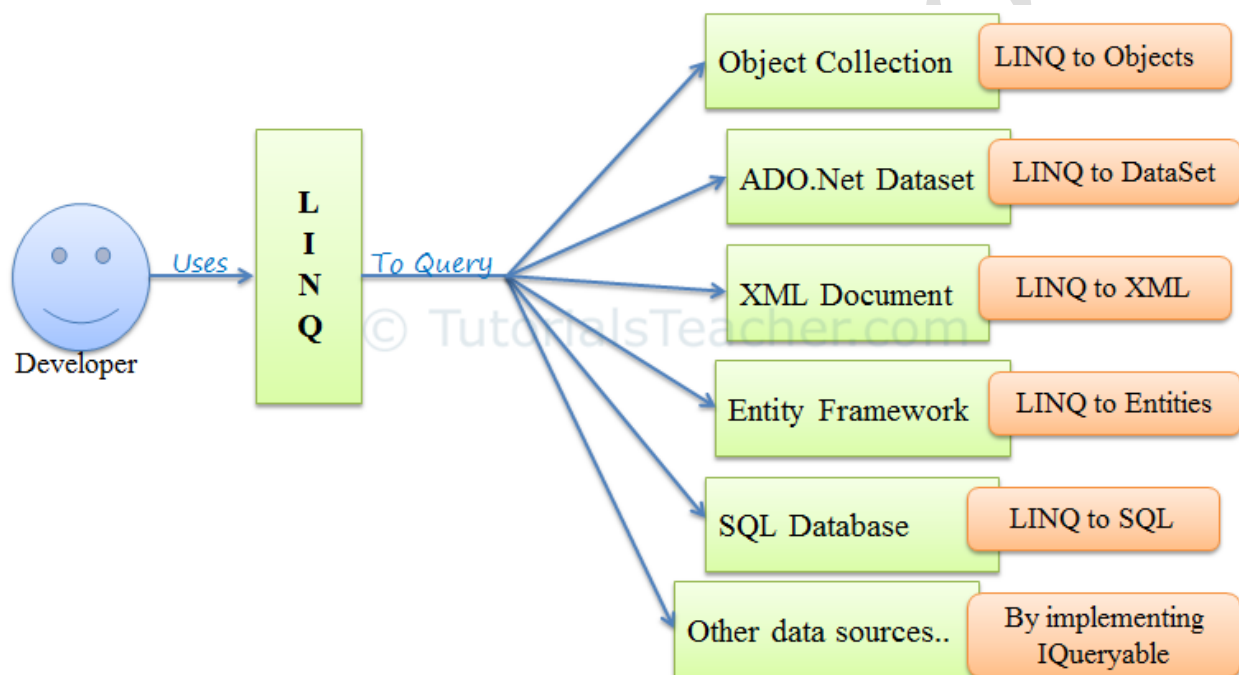 Object Collection
LINQ to Objects
ADO.Net Dataset
LINQ to DataSet
L
I
N
Q
Uses
To Query
XML Document
LINQ to XML
© TutorialsTeacher.com
Developer
Entity Framework
LINQ to Entities
SQL Database
LINQ to SQL
Other data sources..
By implementing
IQueryable